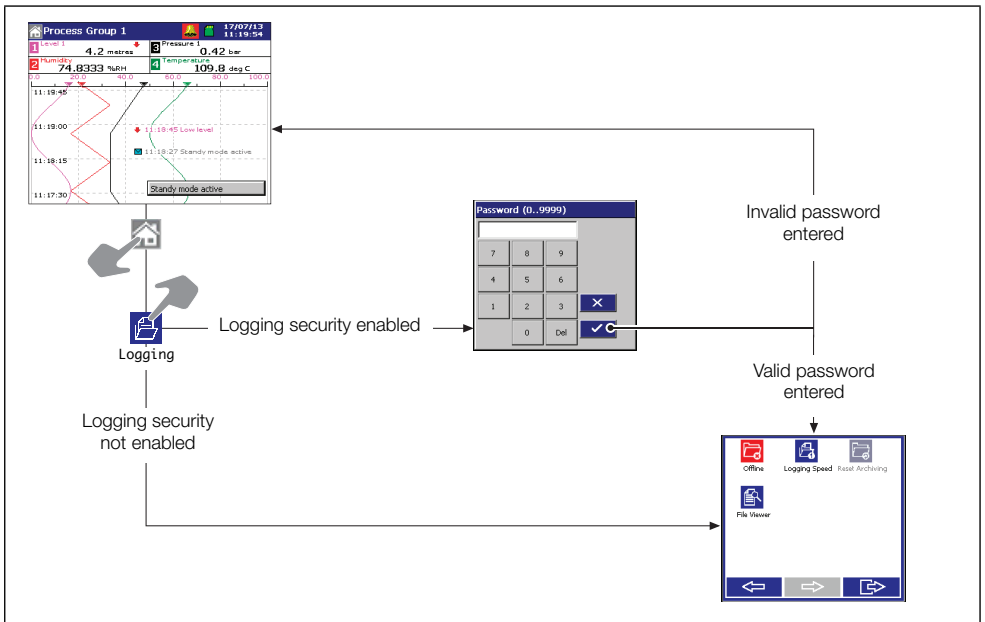 Process Group 1
17/07/13
11:19:54
1 Level 1 4.2 metres
3 Pressure 1 0.42 bar
2 Humidity 74.8333 %RH
4 Temperature 109.8 deg C
0.0 20.0 40.0 60.0 80.0 100.0
11:19:45
11:19:00
11:18:45 Low level
11:18:27 Standy mode active
11:18:15
Standy mode active
11:17:30
Password (0..9999)
7 8 9
4 5 6
1 2 3
0 Del
Invalid password
entered
Logging security enabled
Logging
Valid password
entered
Logging security
not enabled
Offline
Logging Speed
Reset Archiving
File Viewer